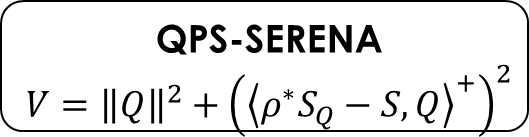 QPS-SERENA
V = ‖Q‖² + (⟨ρ*S_Q − S, Q⟩⁺)²